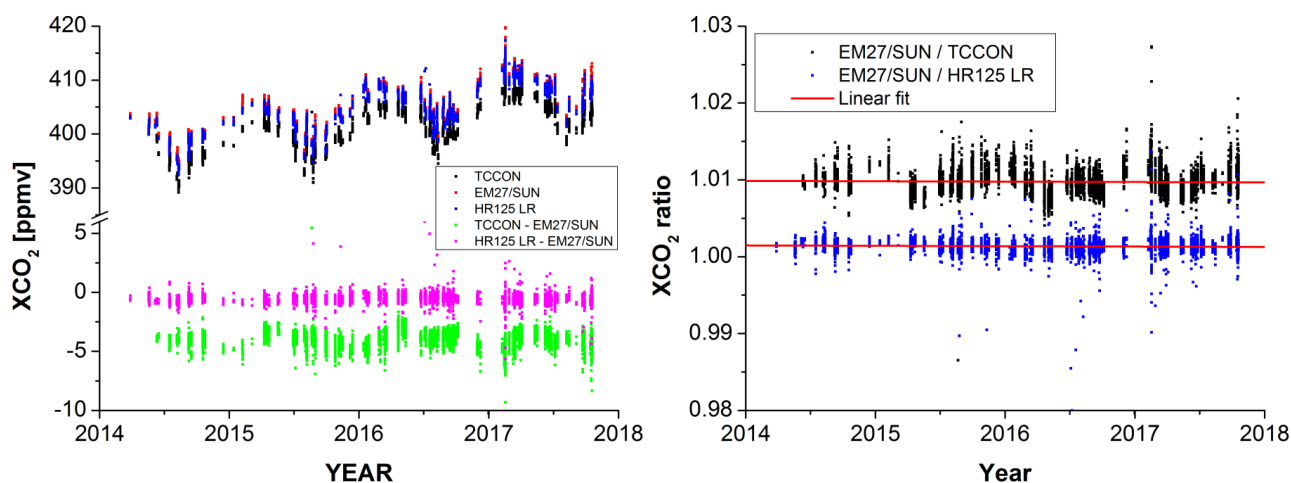 420
410
400
390
5
0
-5
-10
XCO₂ [ppmv]
TCCON
EM27/SUN
HR125 LR
TCCON - EM27/SUN
HR125 LR - EM27/SUN
2014 2015 2016 2017 2018
YEAR
1.03
1.02
1.01
1.00
0.99
0.98
XCO₂ ratio
EM27/SUN / TCCON
EM27/SUN / HR125 LR
Linear fit
2014 2015 2016 2017 2018
Year